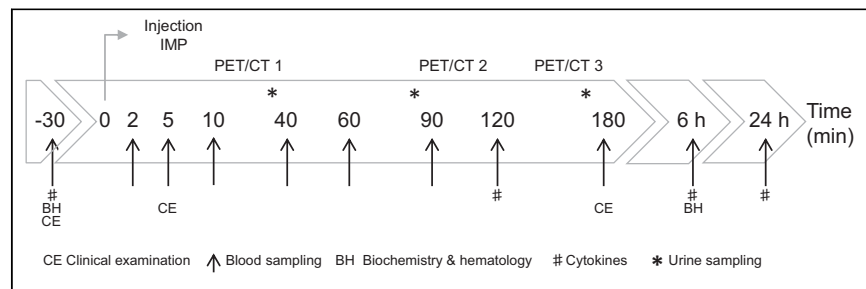 Injection
IMP
PET/CT 1 PET/CT 2 PET/CT 3
* * *
-30 0 2 5 10 40 60 90 120 180 6 h 24 h Time
(min)
# # # #
BH CE CE BH
CE
CE Clinical examination ↑ Blood sampling BH Biochemistry & hematology # Cytokines * Urine sampling